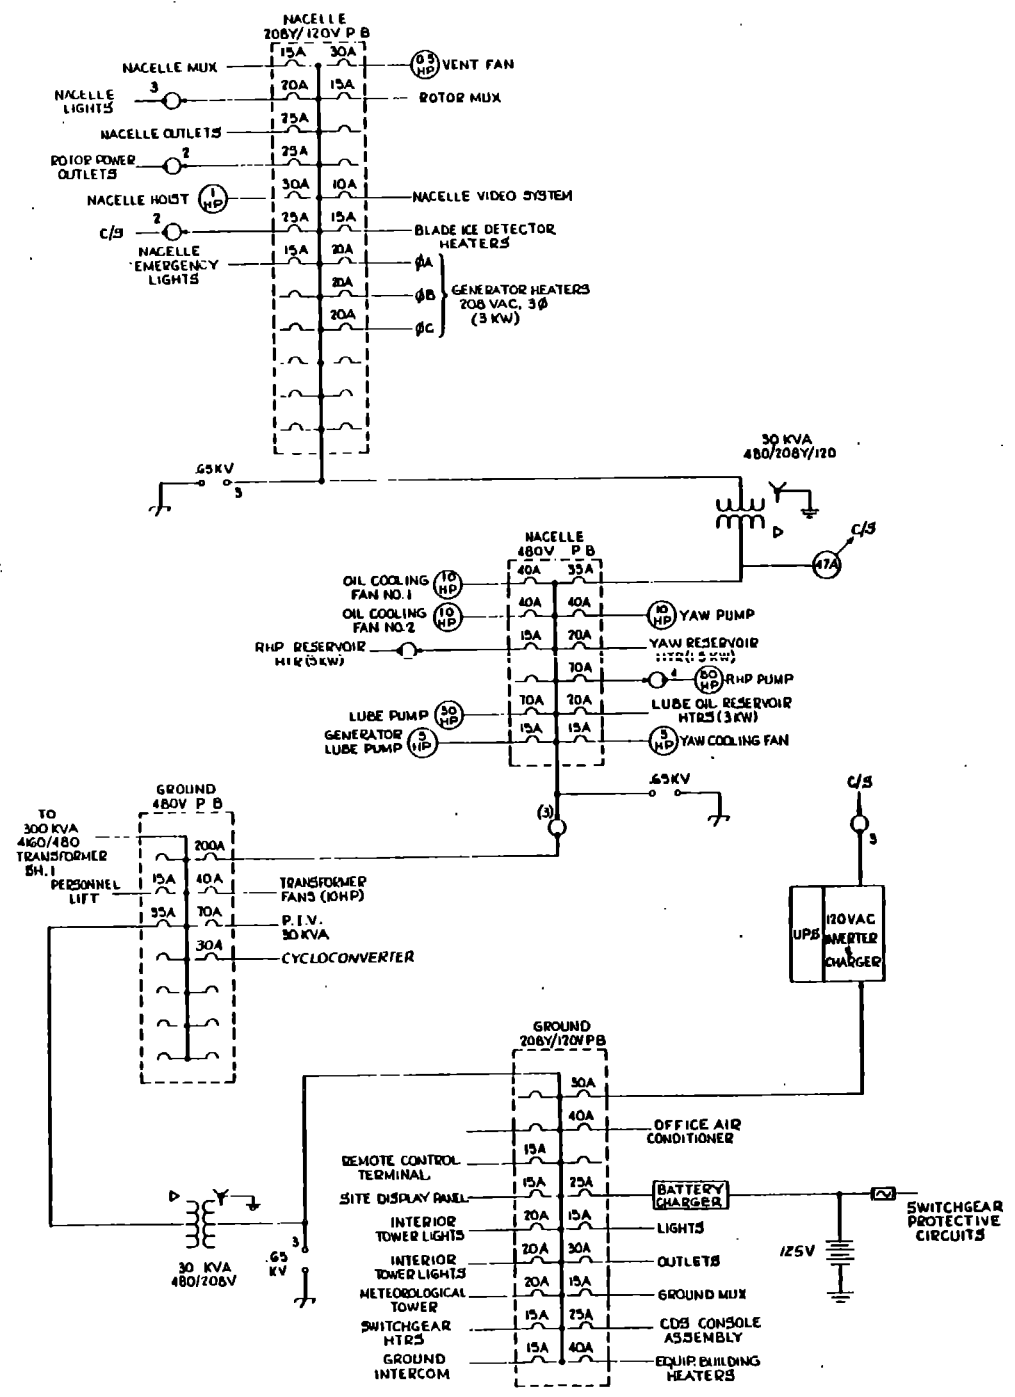 NACELLE
208Y/120V P B
15A 30A
NACELLE MUX
0.5
HP
VENT FAN
20A 15A
NACELLE
LIGHTS
3
ROTOR MUX
25A
NACELLE OUTLETS
25A
ROTOR POWER
OUTLETS
2
30A 10A
NACELLE HOIST
1
HP
NACELLE VIDEO SYSTEM
25A 15A
C/S
2
BLADE ICE DETECTOR
HEATERS
15A 20A
NACELLE
EMERGENCY
LIGHTS
ØA
20A
ØB
GENERATOR HEATERS
208 VAC, 3Ø
(3 KW)
20A
ØC
.65KV
3
30 KVA
480/208Y/120
C/S
47A
NACELLE
480V P B
40A 35A
OIL COOLING
FAN NO.1
10
HP
40A 40A
OIL COOLING
FAN NO.2
10
HP
10
HP
YAW PUMP
15A 20A
RHP RESERVOIR
HTR (3KW)
YAW RESERVOIR
HTR (1.5 KW)
70A
4
50
HP
RHP PUMP
70A 20A
LUBE PUMP
50
HP
LUBE OIL RESERVOIR
HTRS (3KW)
15A 15A
GENERATOR
LUBE PUMP
5
HP
5
HP
YAW COOLING FAN
.65KV
(3)
C/S
3
GROUND
480V P B
TO
300 KVA
4160/480
TRANSFORMER
SH. 1
200A
PERSONNEL
LIFT
15A 40A
TRANSFORMER
FANS (10HP)
35A 70A
P.I.V.
30 KVA
30A
CYCLOCONVERTER
UPS
120VAC
INVERTER
&
CHARGER
GROUND
208Y/120V PB
30A
40A
OFFICE AIR
CONDITIONER
15A
REMOTE CONTROL
TERMINAL
15A 25A
SITE DISPLAY PANEL
BATTERY
CHARGER
SWITCHGEAR
PROTECTIVE
CIRCUITS
20A 15A
INTERIOR
TOWER LIGHTS
LIGHTS
125V
20A 30A
INTERIOR
TOWER LIGHTS
OUTLETS
20A 15A
METEOROLOGICAL
TOWER
GROUND MUX
15A 25A
SWITCHGEAR
HTRS
CDS CONSOLE
ASSEMBLY
15A 40A
GROUND
INTERCOM
EQUIP. BUILDING
HEATERS
30 KVA
480/208V
3
.65
KV